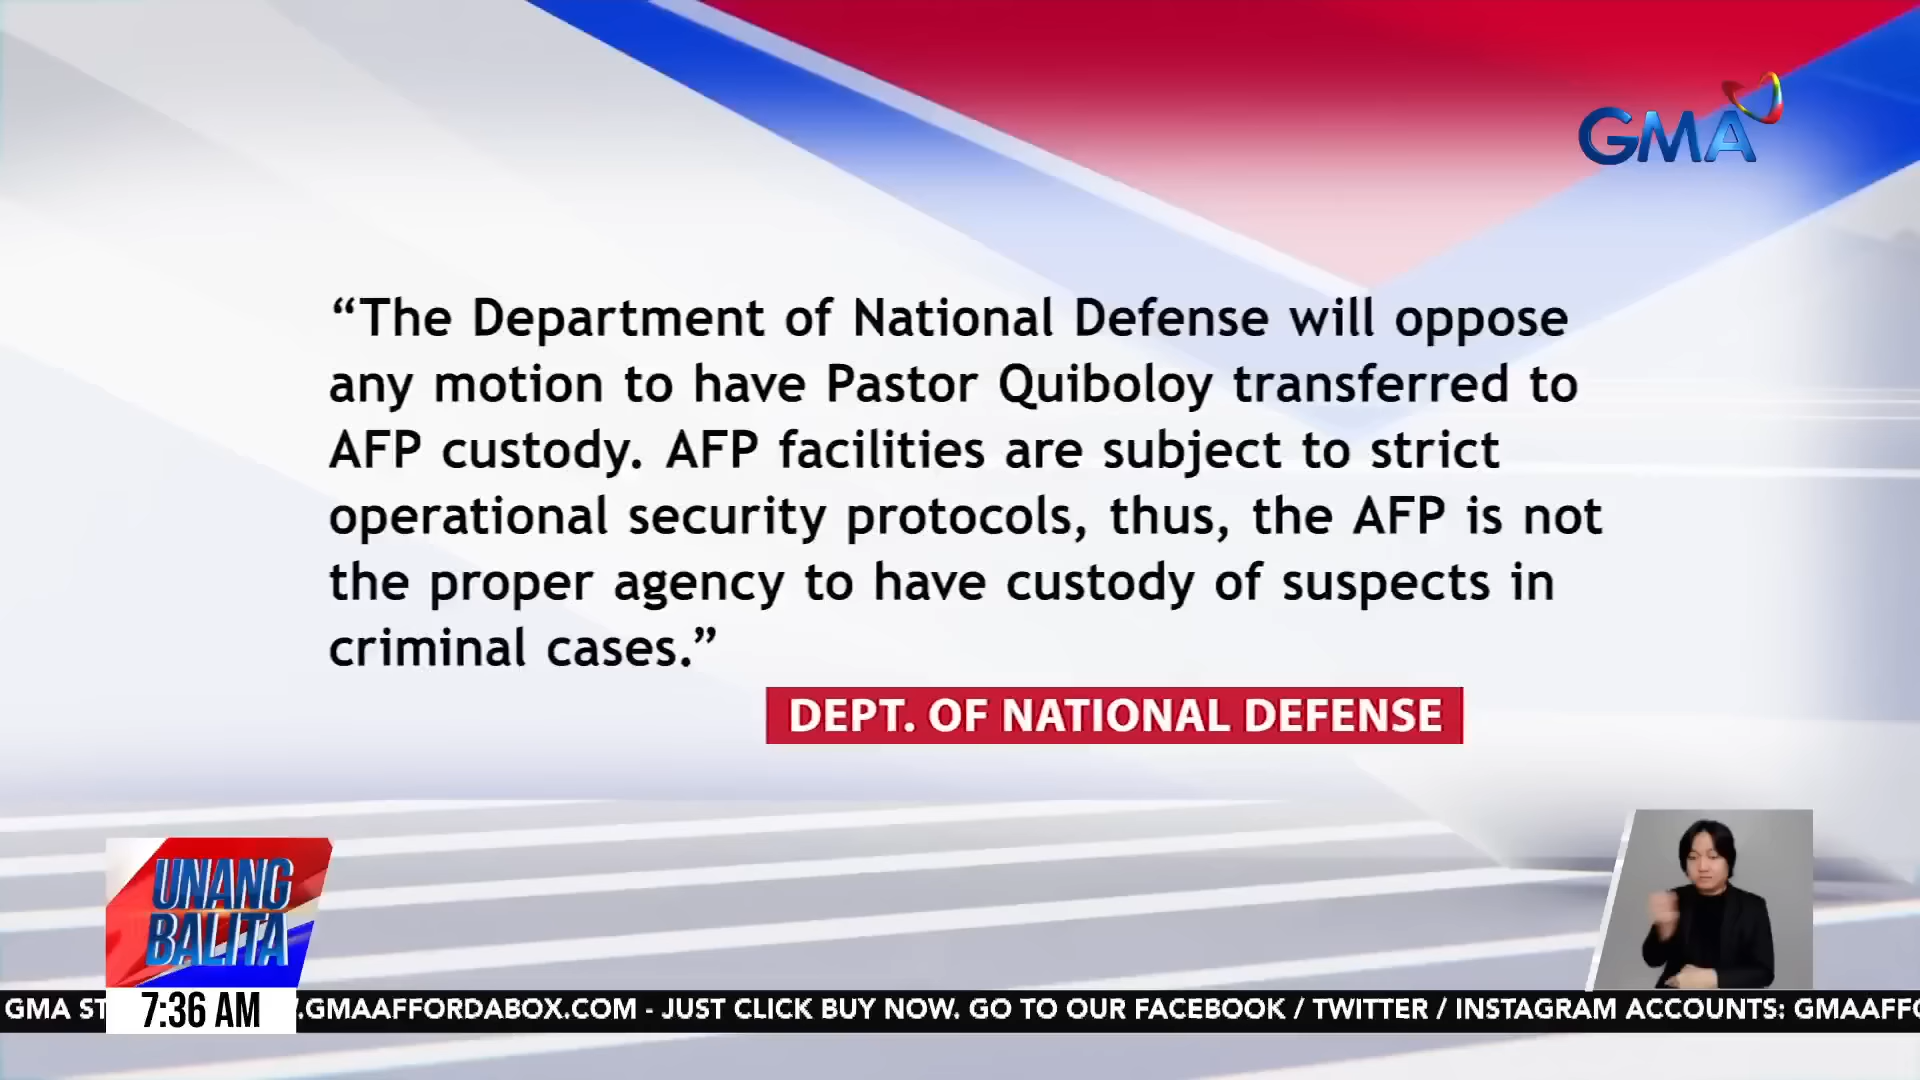 GMA
“The Department of National Defense will oppose
any motion to have Pastor Quiboloy transferred to
AFP custody. AFP facilities are subject to strict
operational security protocols, thus, the AFP is not
the proper agency to have custody of suspects in
criminal cases.”
DEPT. OF NATIONAL DEFENSE
UNANG
BALITA
7:36 AM
GMA ST .GMAAFFORDABOX.COM - JUST CLICK BUY NOW. GO TO OUR FACEBOOK / TWITTER / INSTAGRAM ACCOUNTS: GMAAFFO